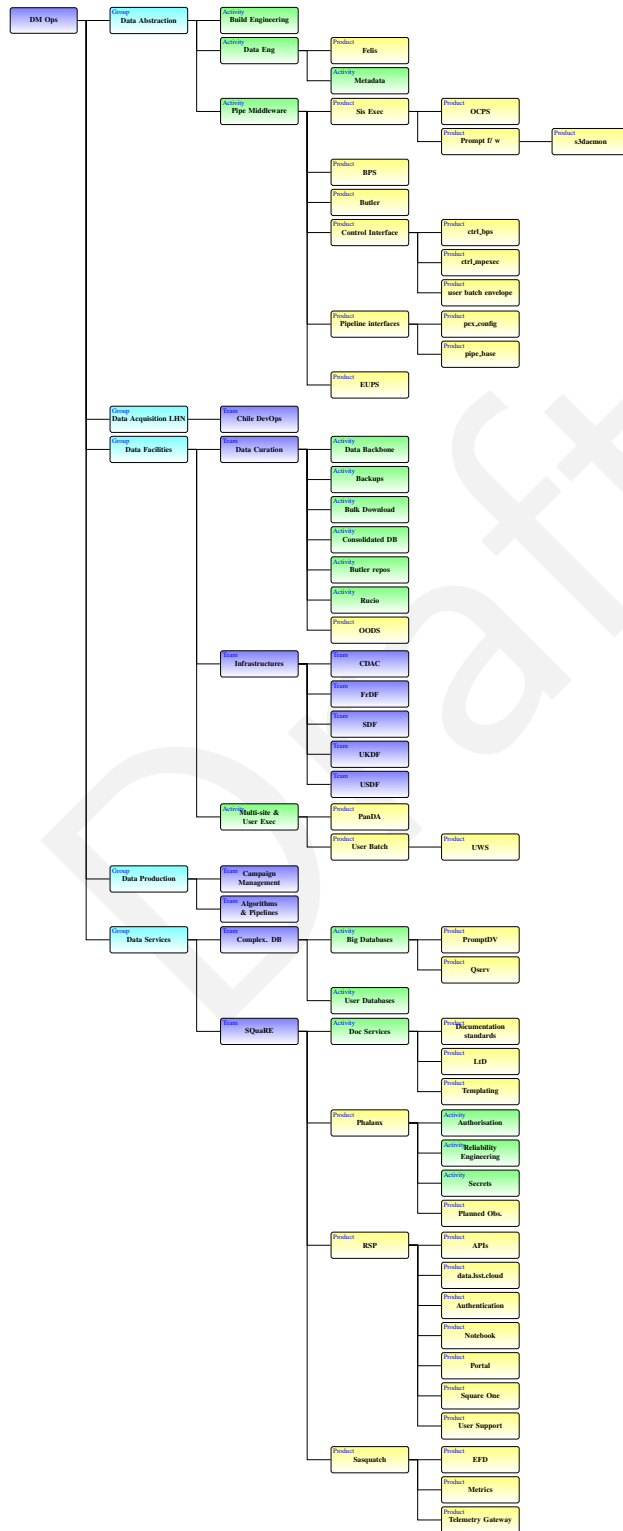 DM Ops
Group
Data Abstraction
Activity
Build Engineering
Activity
Data Eng
Product
Felis
Activity
Metadata
Activity
Pipe Middleware
Product
Sis Exec
Product
OCPS
Product
Prompt f/ w
Product
s3daemon
Product
BPS
Product
Butler
Product
Control Interface
Product
ctrl_bps
Product
ctrl_mpexec
Product
user batch envelope
Product
Pipeline interfaces
Product
pex_config
Product
pipe_base
Product
EUPS
Group
Data Acquisition LHN
Team
Chile DevOps
Group
Data Facilities
Team
Data Curation
Activity
Data Backbone
Activity
Backups
Activity
Bulk Download
Activity
Consolidated DB
Activity
Butler repos
Activity
Rucio
Product
OODS
Team
Infrastructures
Team
CDAC
Team
FrDF
Team
SDF
Team
UKDF
Team
USDF
Activity
Multi-site &
User Exec
Product
PanDA
Product
User Batch
Product
UWS
Group
Data Production
Team
Campaign
Management
Team
Algorithms
& Pipelines
Group
Data Services
Team
Complex. DB
Activity
Big Databases
Product
PromptDV
Product
Qserv
Activity
User Databases
Team
SQuaRE
Activity
Doc Services
Product
Documentation
standards
Product
LtD
Product
Templating
Product
Phalanx
Activity
Authorisation
Activity
Reliability
Engineering
Activity
Secrets
Product
Planned Obs.
Product
RSP
Product
APIs
Product
data.lsst.cloud
Product
Authentication
Product
Notebook
Product
Portal
Product
Square One
Product
User Support
Product
Sasquatch
Product
EFD
Product
Metrics
Product
Telemetry Gateway
Draft